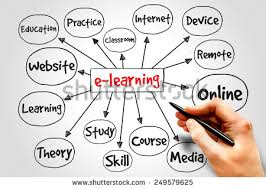 Internet
Practice
Device
Education
Classroom
Remote
Website
e-learning
Online
Learning
shutterstock
Study
Course
Theory
Skill
Media
www.shutterstock.com · 249579625